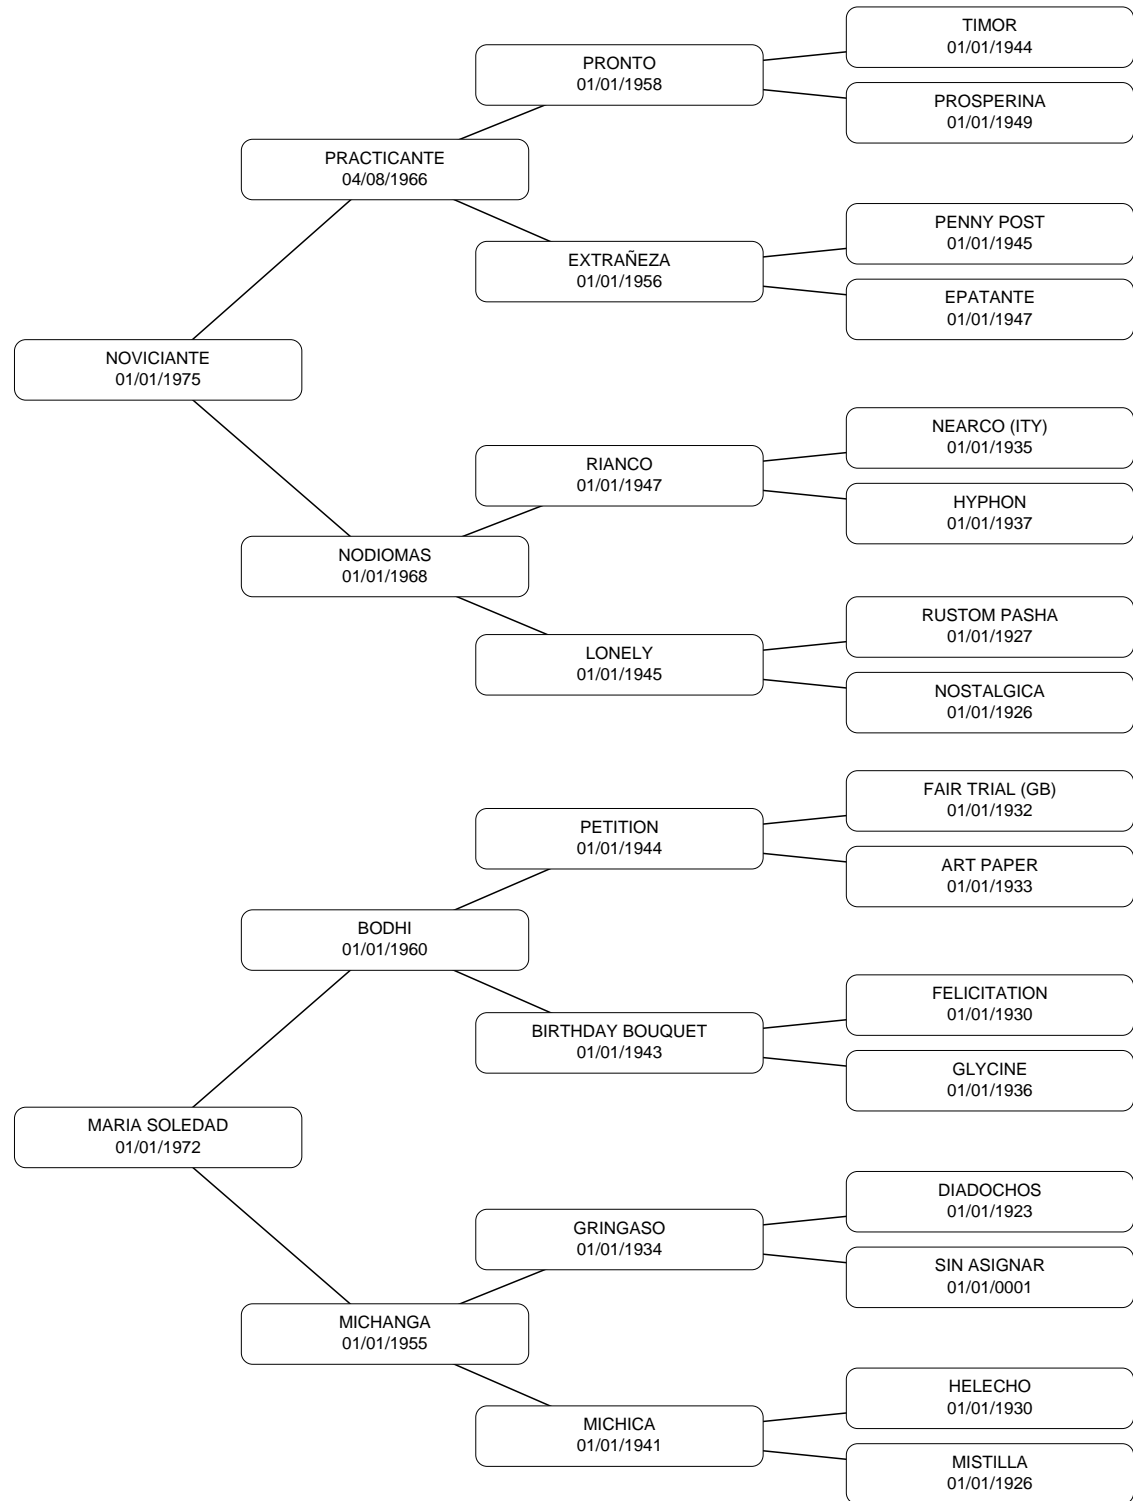 TIMOR
01/01/1944
PRONTO
01/01/1958
PROSPERINA
01/01/1949
PRACTICANTE
04/08/1966
PENNY POST
01/01/1945
EXTRAÑEZA
01/01/1956
EPATANTE
01/01/1947
NOVICIANTE
01/01/1975
NEARCO (ITY)
01/01/1935
RIANCO
01/01/1947
HYPHON
01/01/1937
NODIOMAS
01/01/1968
RUSTOM PASHA
01/01/1927
LONELY
01/01/1945
NOSTALGICA
01/01/1926
FAIR TRIAL (GB)
01/01/1932
PETITION
01/01/1944
ART PAPER
01/01/1933
BODHI
01/01/1960
FELICITATION
01/01/1930
BIRTHDAY BOUQUET
01/01/1943
GLYCINE
01/01/1936
MARIA SOLEDAD
01/01/1972
DIADOCHOS
01/01/1923
GRINGASO
01/01/1934
SIN ASIGNAR
01/01/0001
MICHANGA
01/01/1955
HELECHO
01/01/1930
MICHICA
01/01/1941
MISTILLA
01/01/1926